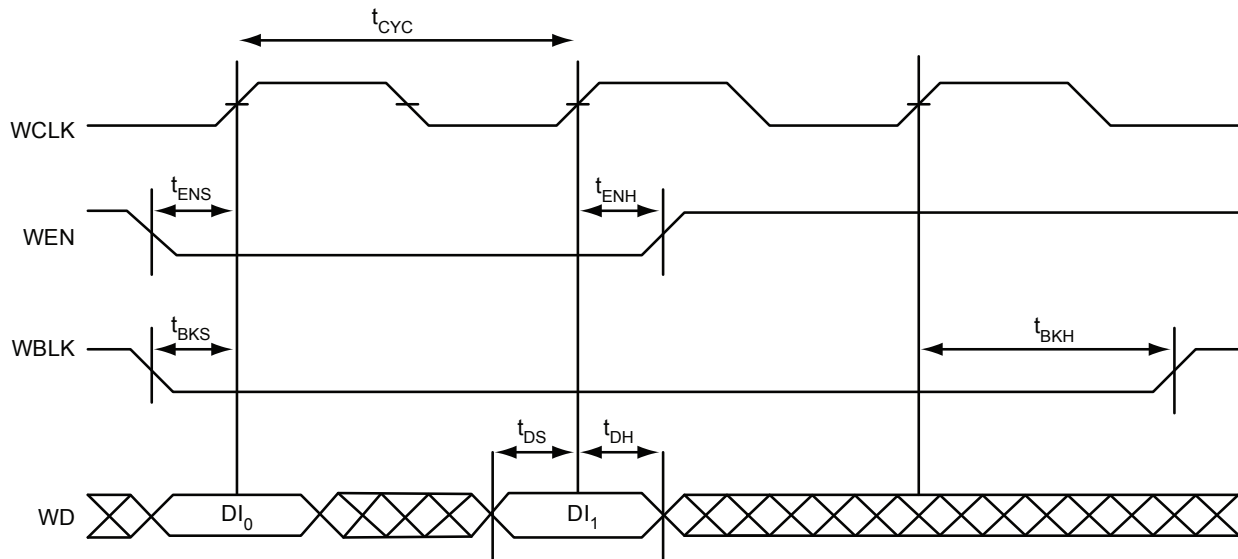 tCYC
WCLK
tENS
tENH
WEN
tBKS
tBKH
WBLK
tDS
tDH
WD
DI0
DI1